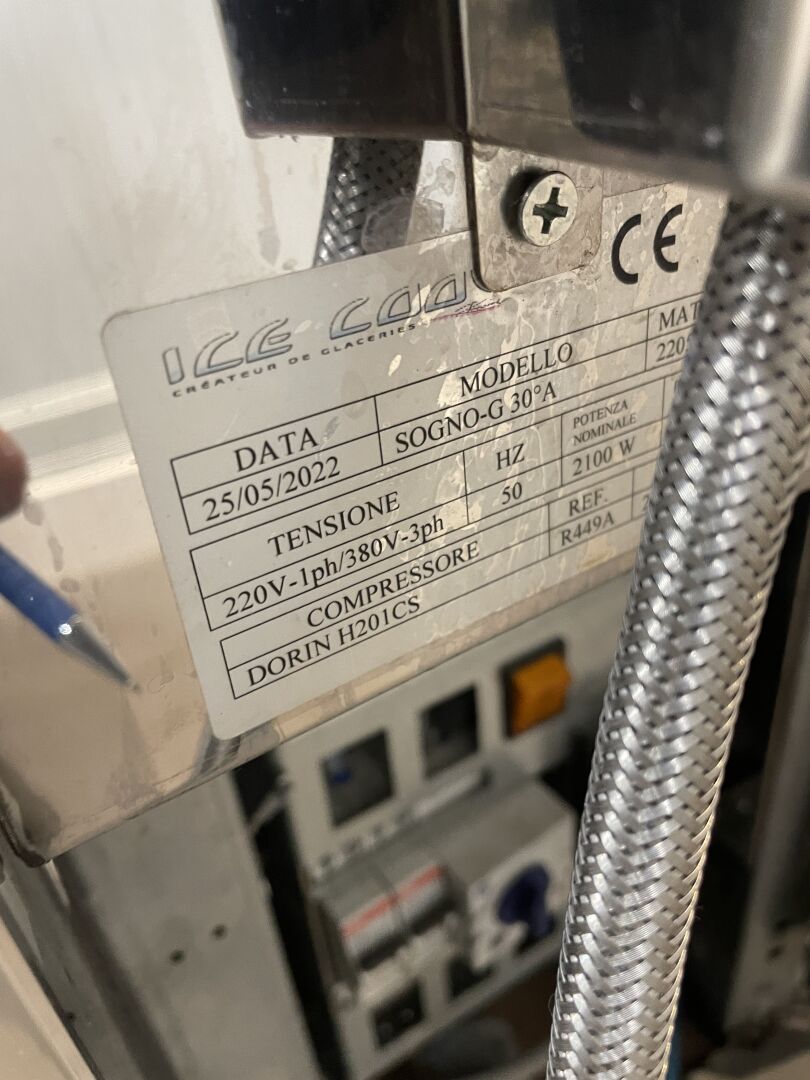 ICE COO
CRÉATEUR DE GLACERIES
CE
DATA MODELLO MAT
25/05/2022 SOGNO-G 30°A 220
TENSIONE HZ POTENZA NOMINALE
220V-1ph/380V-3ph 50 2100 W
COMPRESSORE REF.
DORIN H201CS R449A